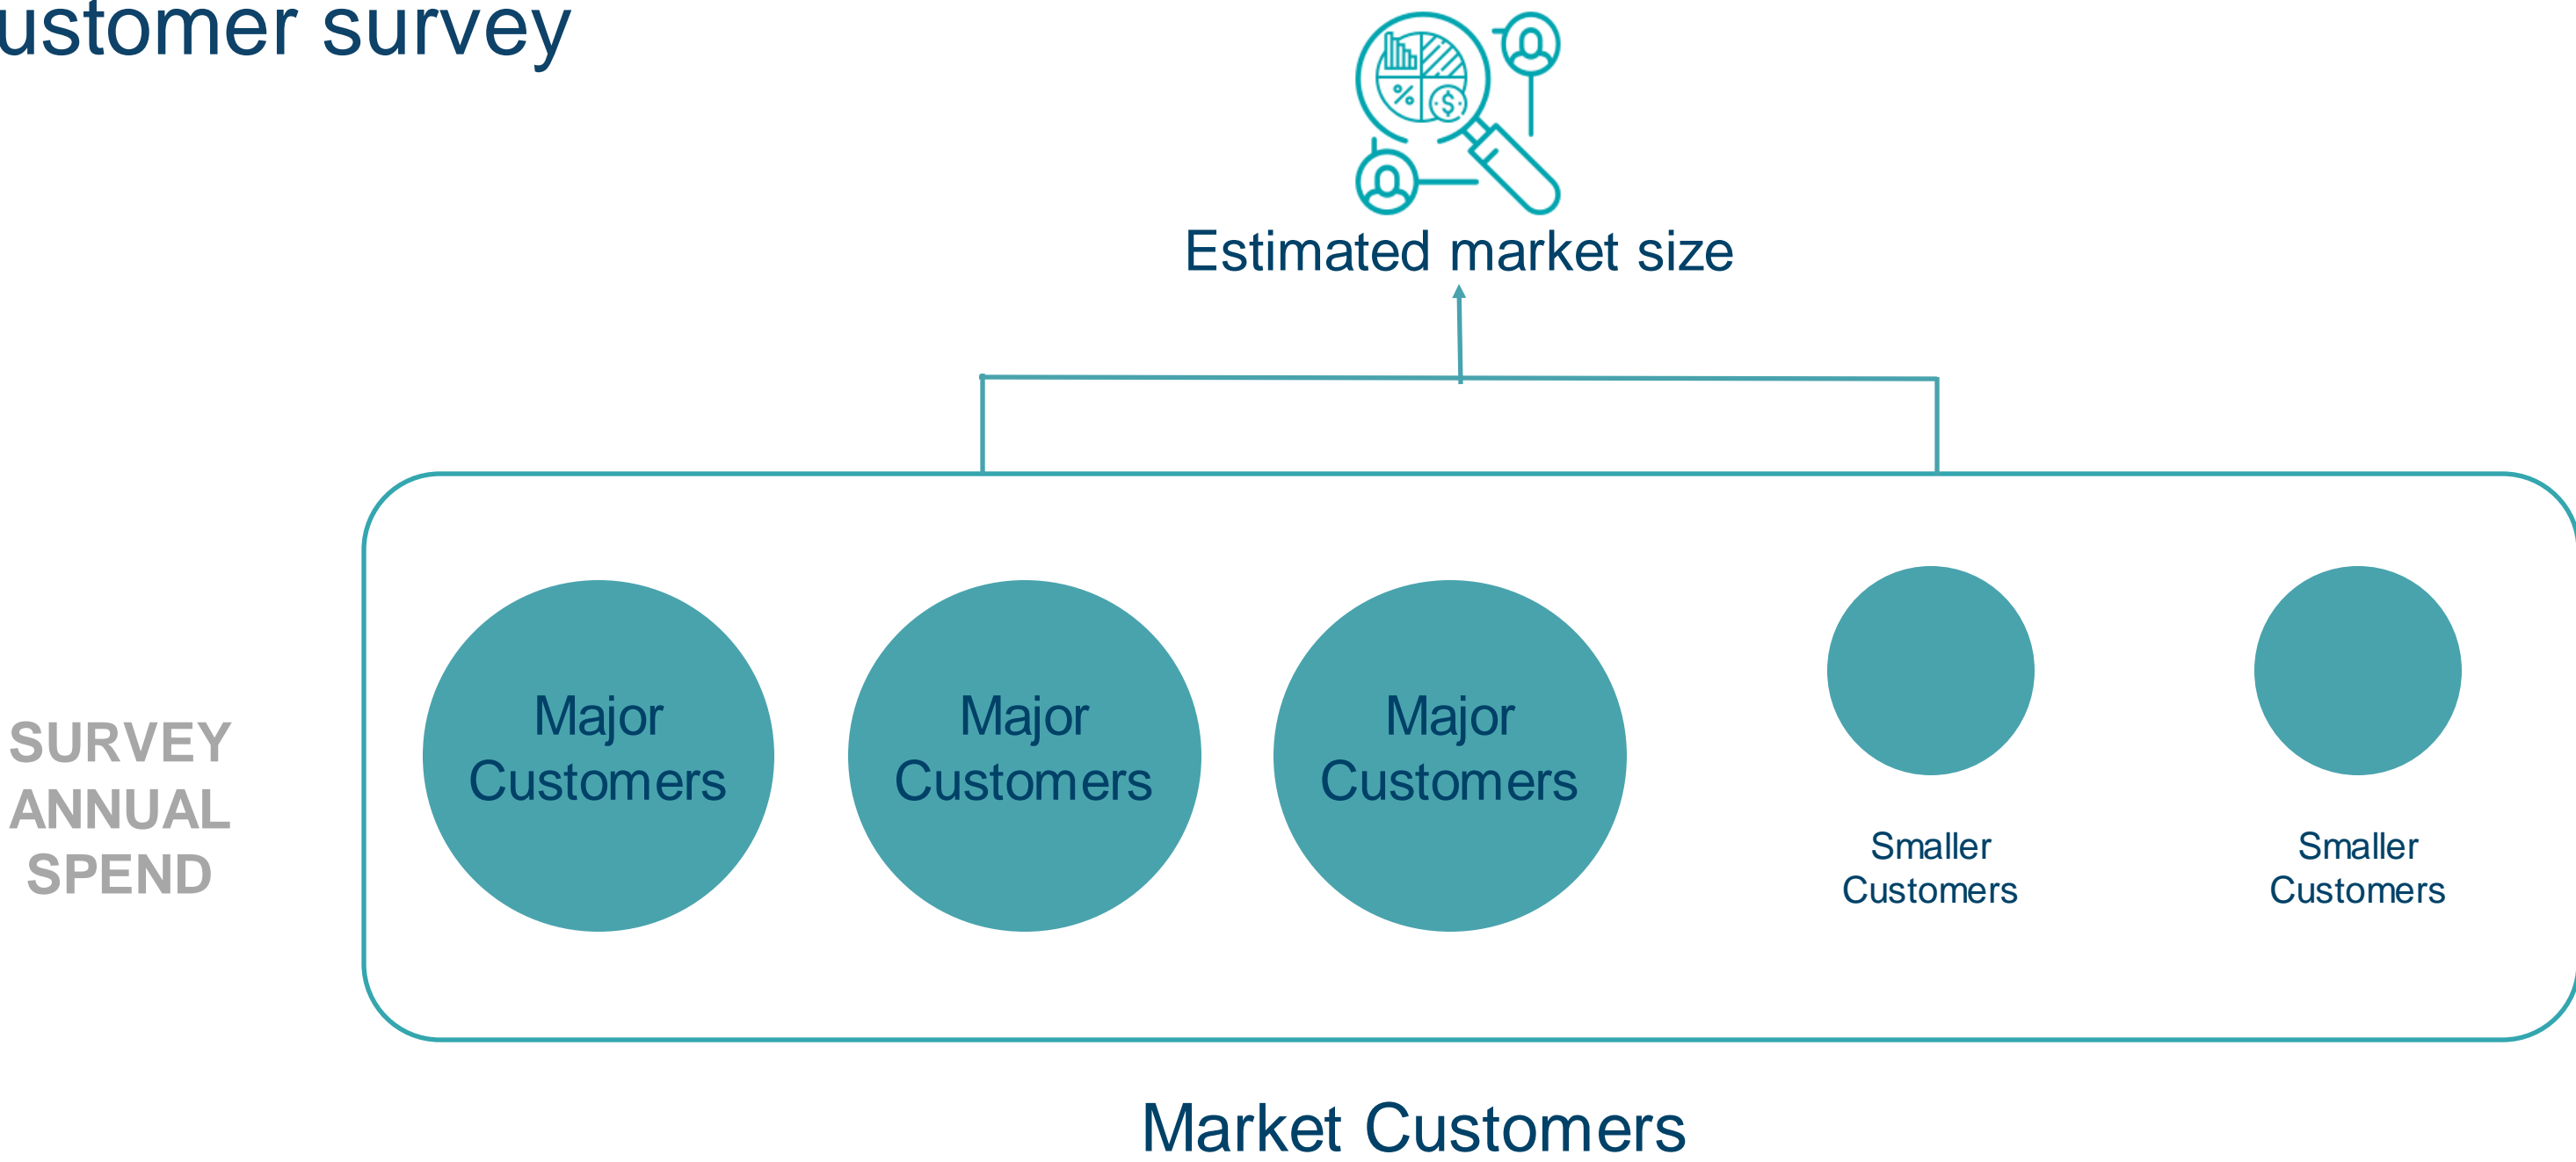 ustomer survey
% $
Estimated market size
SURVEY
ANNUAL
SPEND
Major
Customers
Major
Customers
Major
Customers
Smaller
Customers
Smaller
Customers
Market Customers